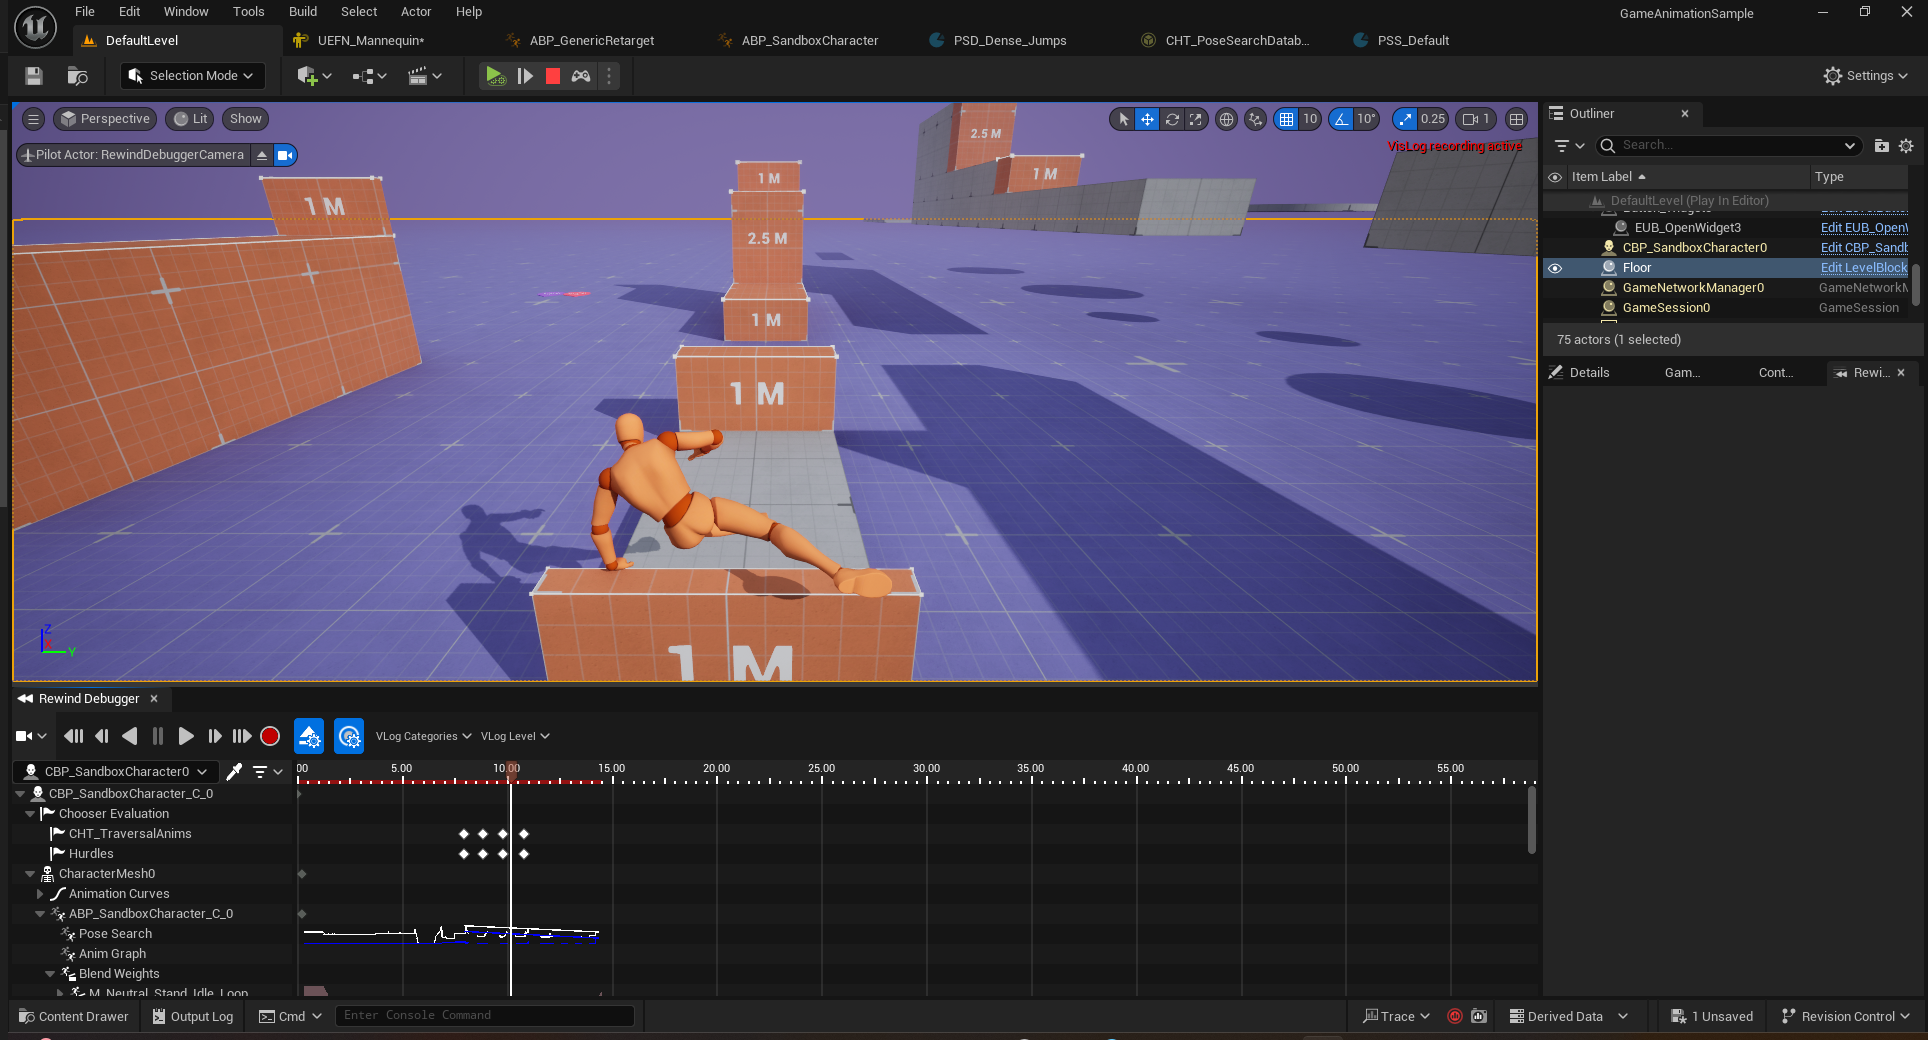 File Edit Window Tools Build Select Actor Help
GameAnimationSample
DefaultLevel
UEFN_Mannequin*
ABP_GenericRetarget
ABP_SandboxCharacter
PSD_Dense_Jumps
CHT_PoseSearchDatab...
PSS_Default
Selection Mode
Settings
Perspective
Lit
Show
10
10°
0.25
1
Pilot Actor: RewindDebuggerCamera
VisLog recording active
2.5 M
1 M
1 M
1 M
2.5 M
1 M
1 M
1 M
Z
Y
Outliner
Search...
Item Label
Type
DefaultLevel (Play In Editor)
EUB_OpenWidget3
Edit EUB_Open
CBP_SandboxCharacter0
Edit CBP_Sandb
Floor
Edit LevelBlock
GameNetworkManager0
GameNetworkM
GameSession0
GameSession
75 actors (1 selected)
Details
Gam...
Cont...
Rewi...
Rewind Debugger
VLog Categories
VLog Level
CBP_SandboxCharacter0
00 5.00 10.00 15.00 20.00 25.00 30.00 35.00 40.00 45.00 50.00 55.00
CBP_SandboxCharacter_C_0
Chooser Evaluation
CHT_TraversalAnims
Hurdles
CharacterMesh0
Animation Curves
ABP_SandboxCharacter_C_0
Pose Search
Anim Graph
Blend Weights
M_Neutral_Stand_Idle_Loop
Content Drawer
Output Log
Cmd
Enter Console Command
Trace
Derived Data
1 Unsaved
Revision Control